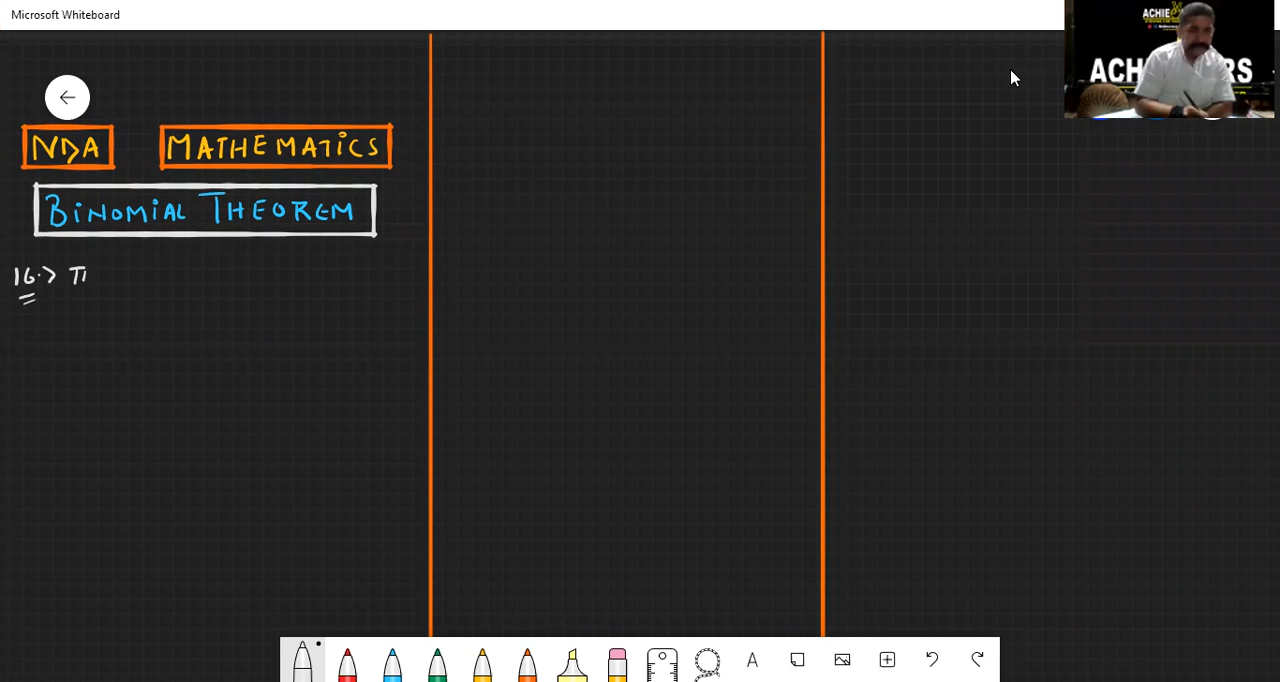 Microsoft Whiteboard
NDA MATHEMATICS
BINOMIAL THEOREM
16.>
A